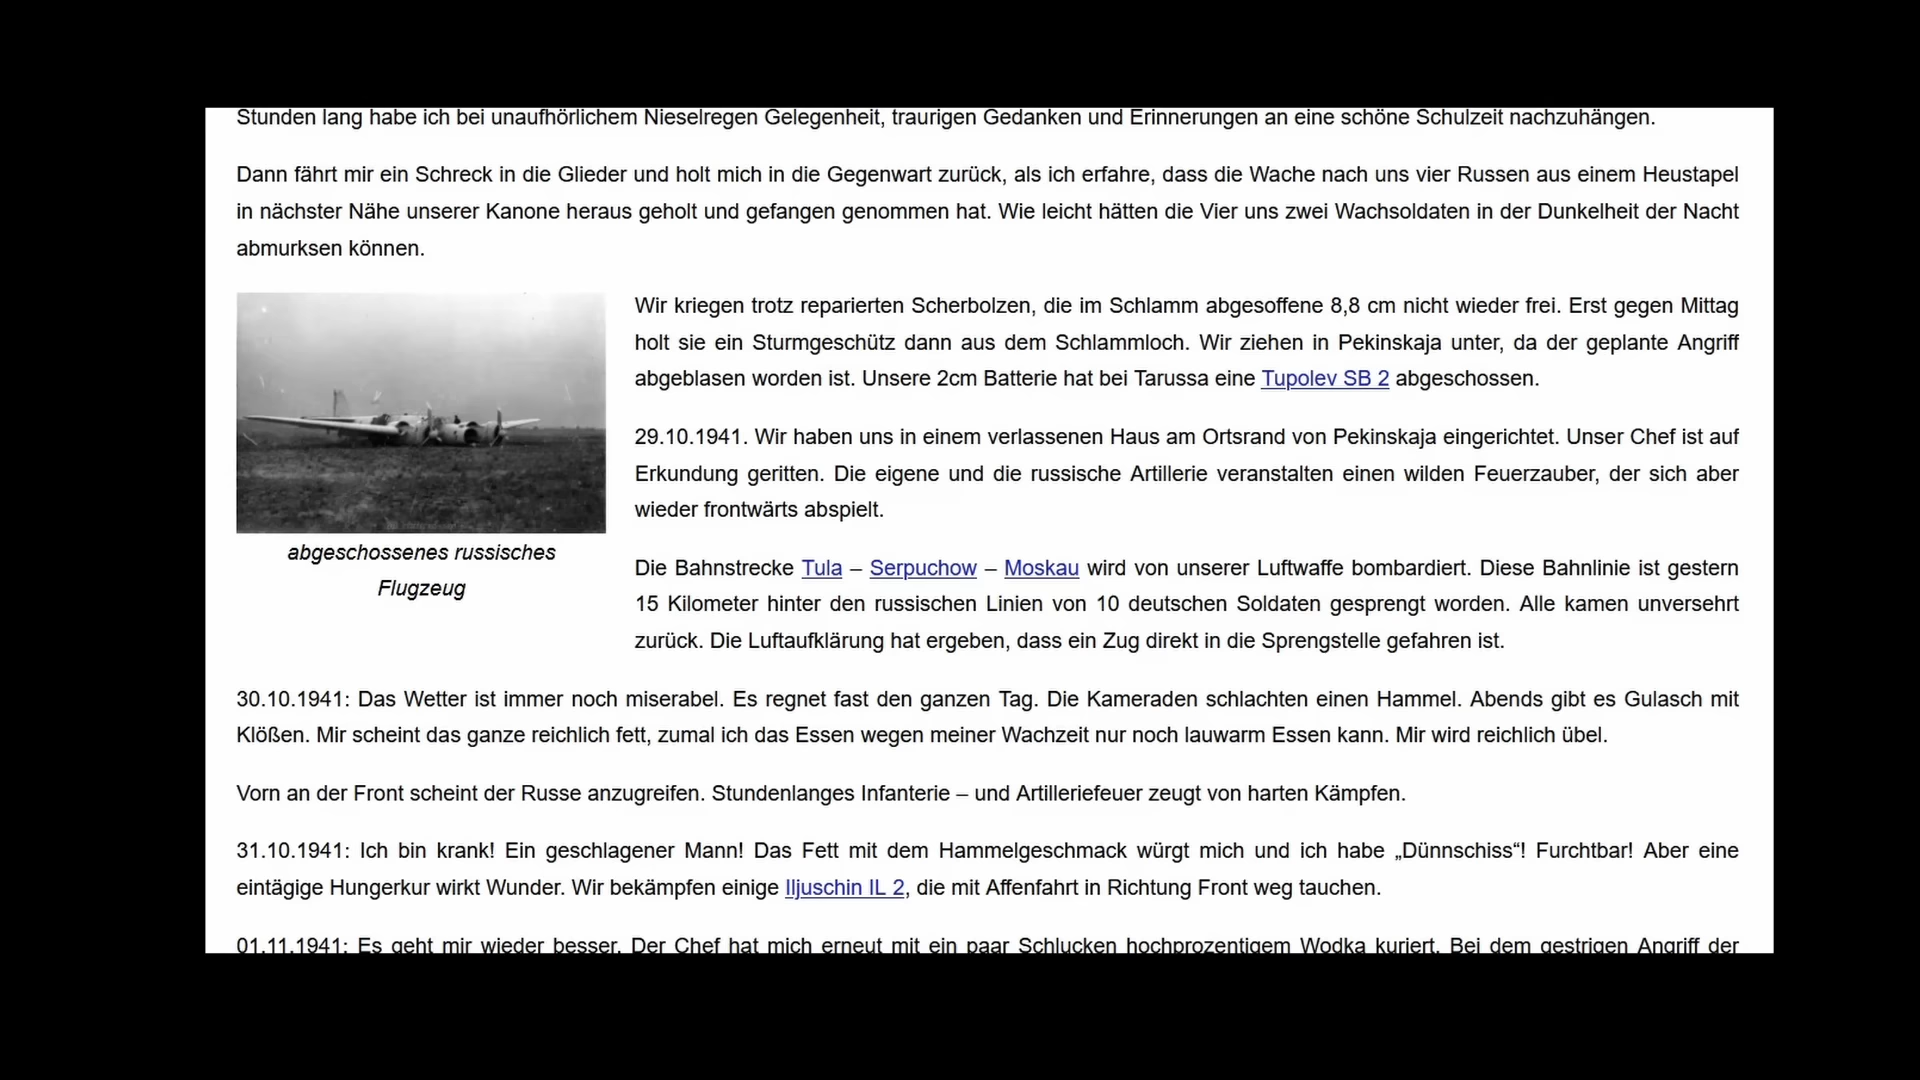 Stunden lang habe ich bei unaufhörlichem Nieselregen Gelegenheit, traurigen Gedanken und Erinnerungen an eine schöne Schulzeit nachzuhängen.
Dann fährt mir ein Schreck in die Glieder und holt mich in die Gegenwart zurück, als ich erfahre, dass die Wache nach uns vier Russen aus einem Heustapel
in nächster Nähe unserer Kanone heraus geholt und gefangen genommen hat. Wie leicht hätten die Vier uns zwei Wachsoldaten in der Dunkelheit der Nacht
abmurksen können.
abgeschossenes russisches
Flugzeug
Wir kriegen trotz reparierten Scherbolzen, die im Schlamm abgesoffene 8,8 cm nicht wieder frei. Erst gegen Mittag
holt sie ein Sturmgeschütz dann aus dem Schlammloch. Wir ziehen in Pekinskaja unter, da der geplante Angriff
abgeblasen worden ist. Unsere 2cm Batterie hat bei Tarussa eine Tupolev SB 2 abgeschossen.
29.10.1941. Wir haben uns in einem verlassenen Haus am Ortsrand von Pekinskaja eingerichtet. Unser Chef ist auf
Erkundung geritten. Die eigene und die russische Artillerie veranstalten einen wilden Feuerzauber, der sich aber
wieder frontwärts abspielt.
Die Bahnstrecke Tula – Serpuchow – Moskau wird von unserer Luftwaffe bombardiert. Diese Bahnlinie ist gestern
15 Kilometer hinter den russischen Linien von 10 deutschen Soldaten gesprengt worden. Alle kamen unversehrt
zurück. Die Luftaufklärung hat ergeben, dass ein Zug direkt in die Sprengstelle gefahren ist.
30.10.1941: Das Wetter ist immer noch miserabel. Es regnet fast den ganzen Tag. Die Kameraden schlachten einen Hammel. Abends gibt es Gulasch mit
Klößen. Mir scheint das ganze reichlich fett, zumal ich das Essen wegen meiner Wachzeit nur noch lauwarm Essen kann. Mir wird reichlich übel.
Vorn an der Front scheint der Russe anzugreifen. Stundenlanges Infanterie – und Artilleriefeuer zeugt von harten Kämpfen.
31.10.1941: Ich bin krank! Ein geschlagener Mann! Das Fett mit dem Hammelgeschmack würgt mich und ich habe „Dünnschiss“! Furchtbar! Aber eine
eintägige Hungerkur wirkt Wunder. Wir bekämpfen einige Iljuschin IL 2, die mit Affenfahrt in Richtung Front weg tauchen.
01.11.1941: Es geht mir wieder besser. Der Chef hat mich erneut mit ein paar Schlucken hochprozentigem Wodka kuriert. Bei dem gestrigen Angriff der